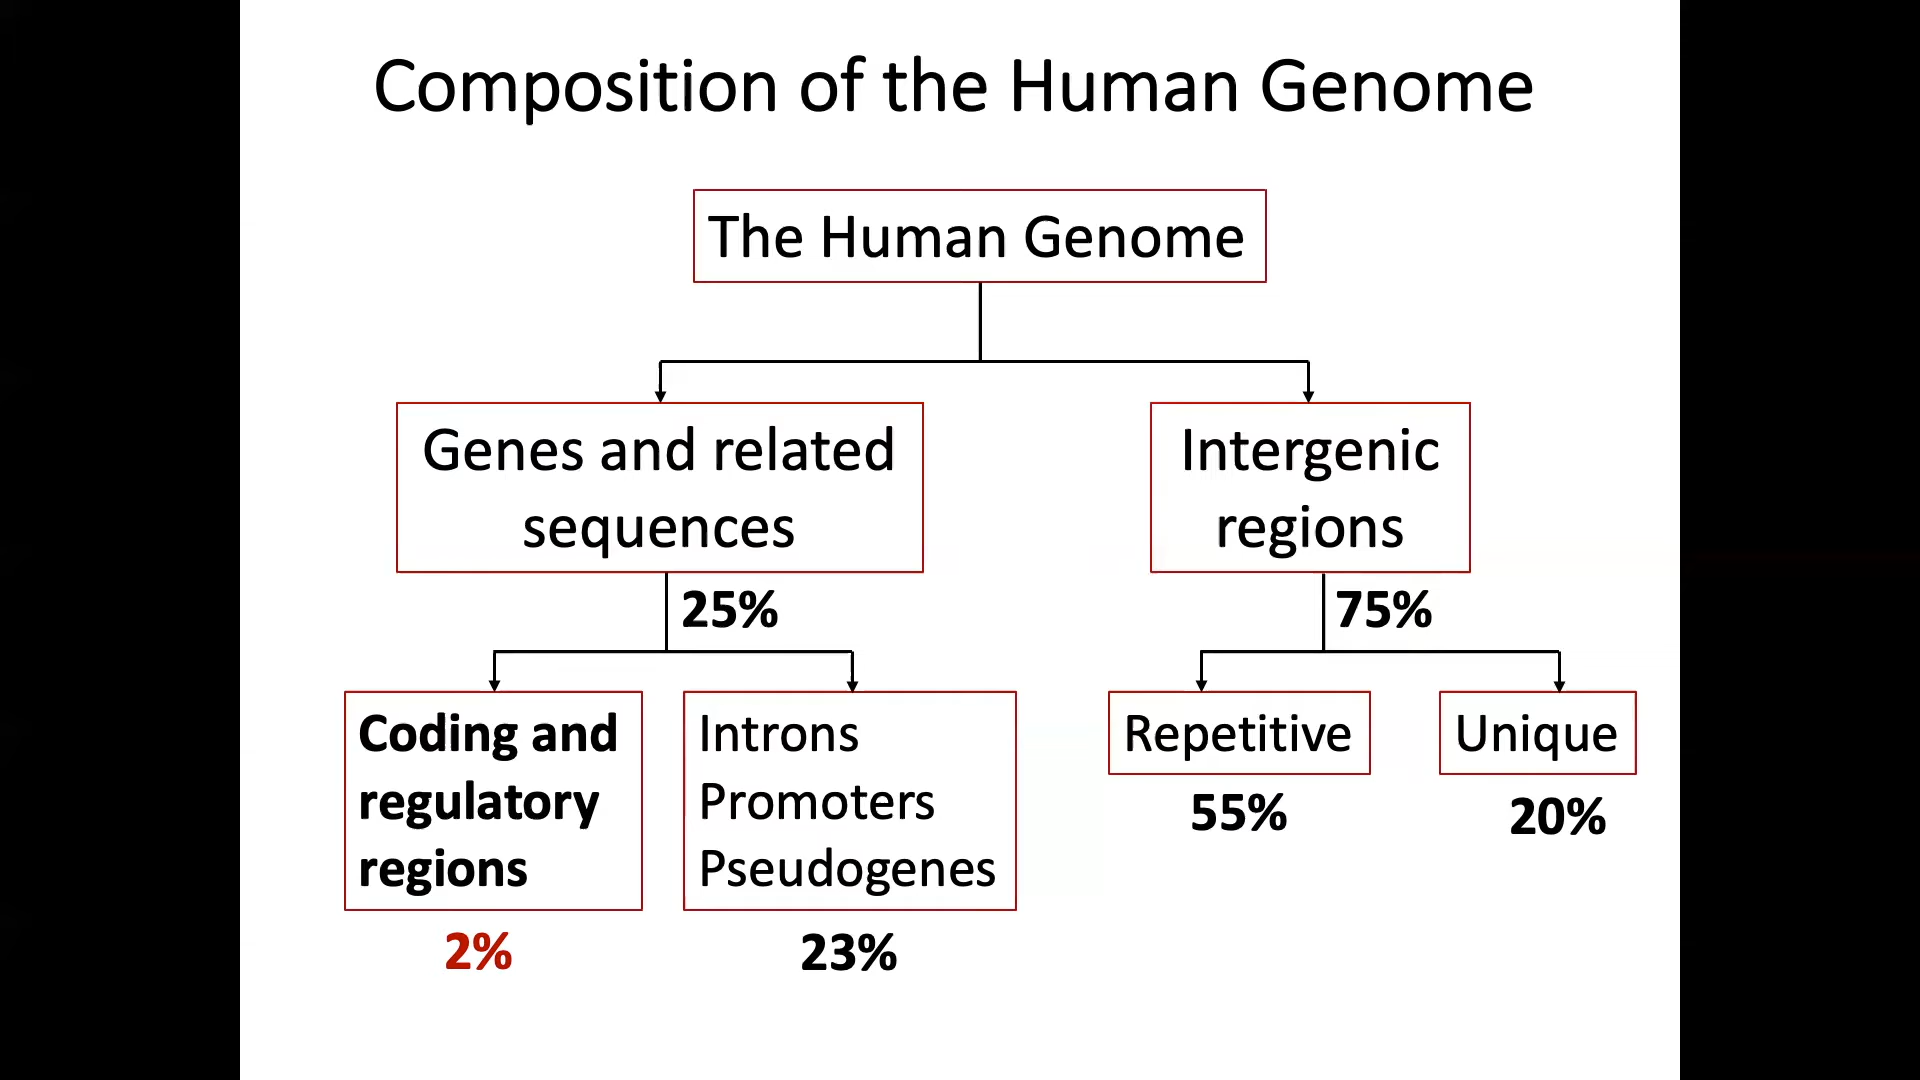 Composition of the Human Genome
The Human Genome
Genes and related
sequences
Intergenic
regions
25%
75%
Coding and
regulatory
regions
Introns
Promoters
Pseudogenes
Repetitive
Unique
55%
20%
2%
23%